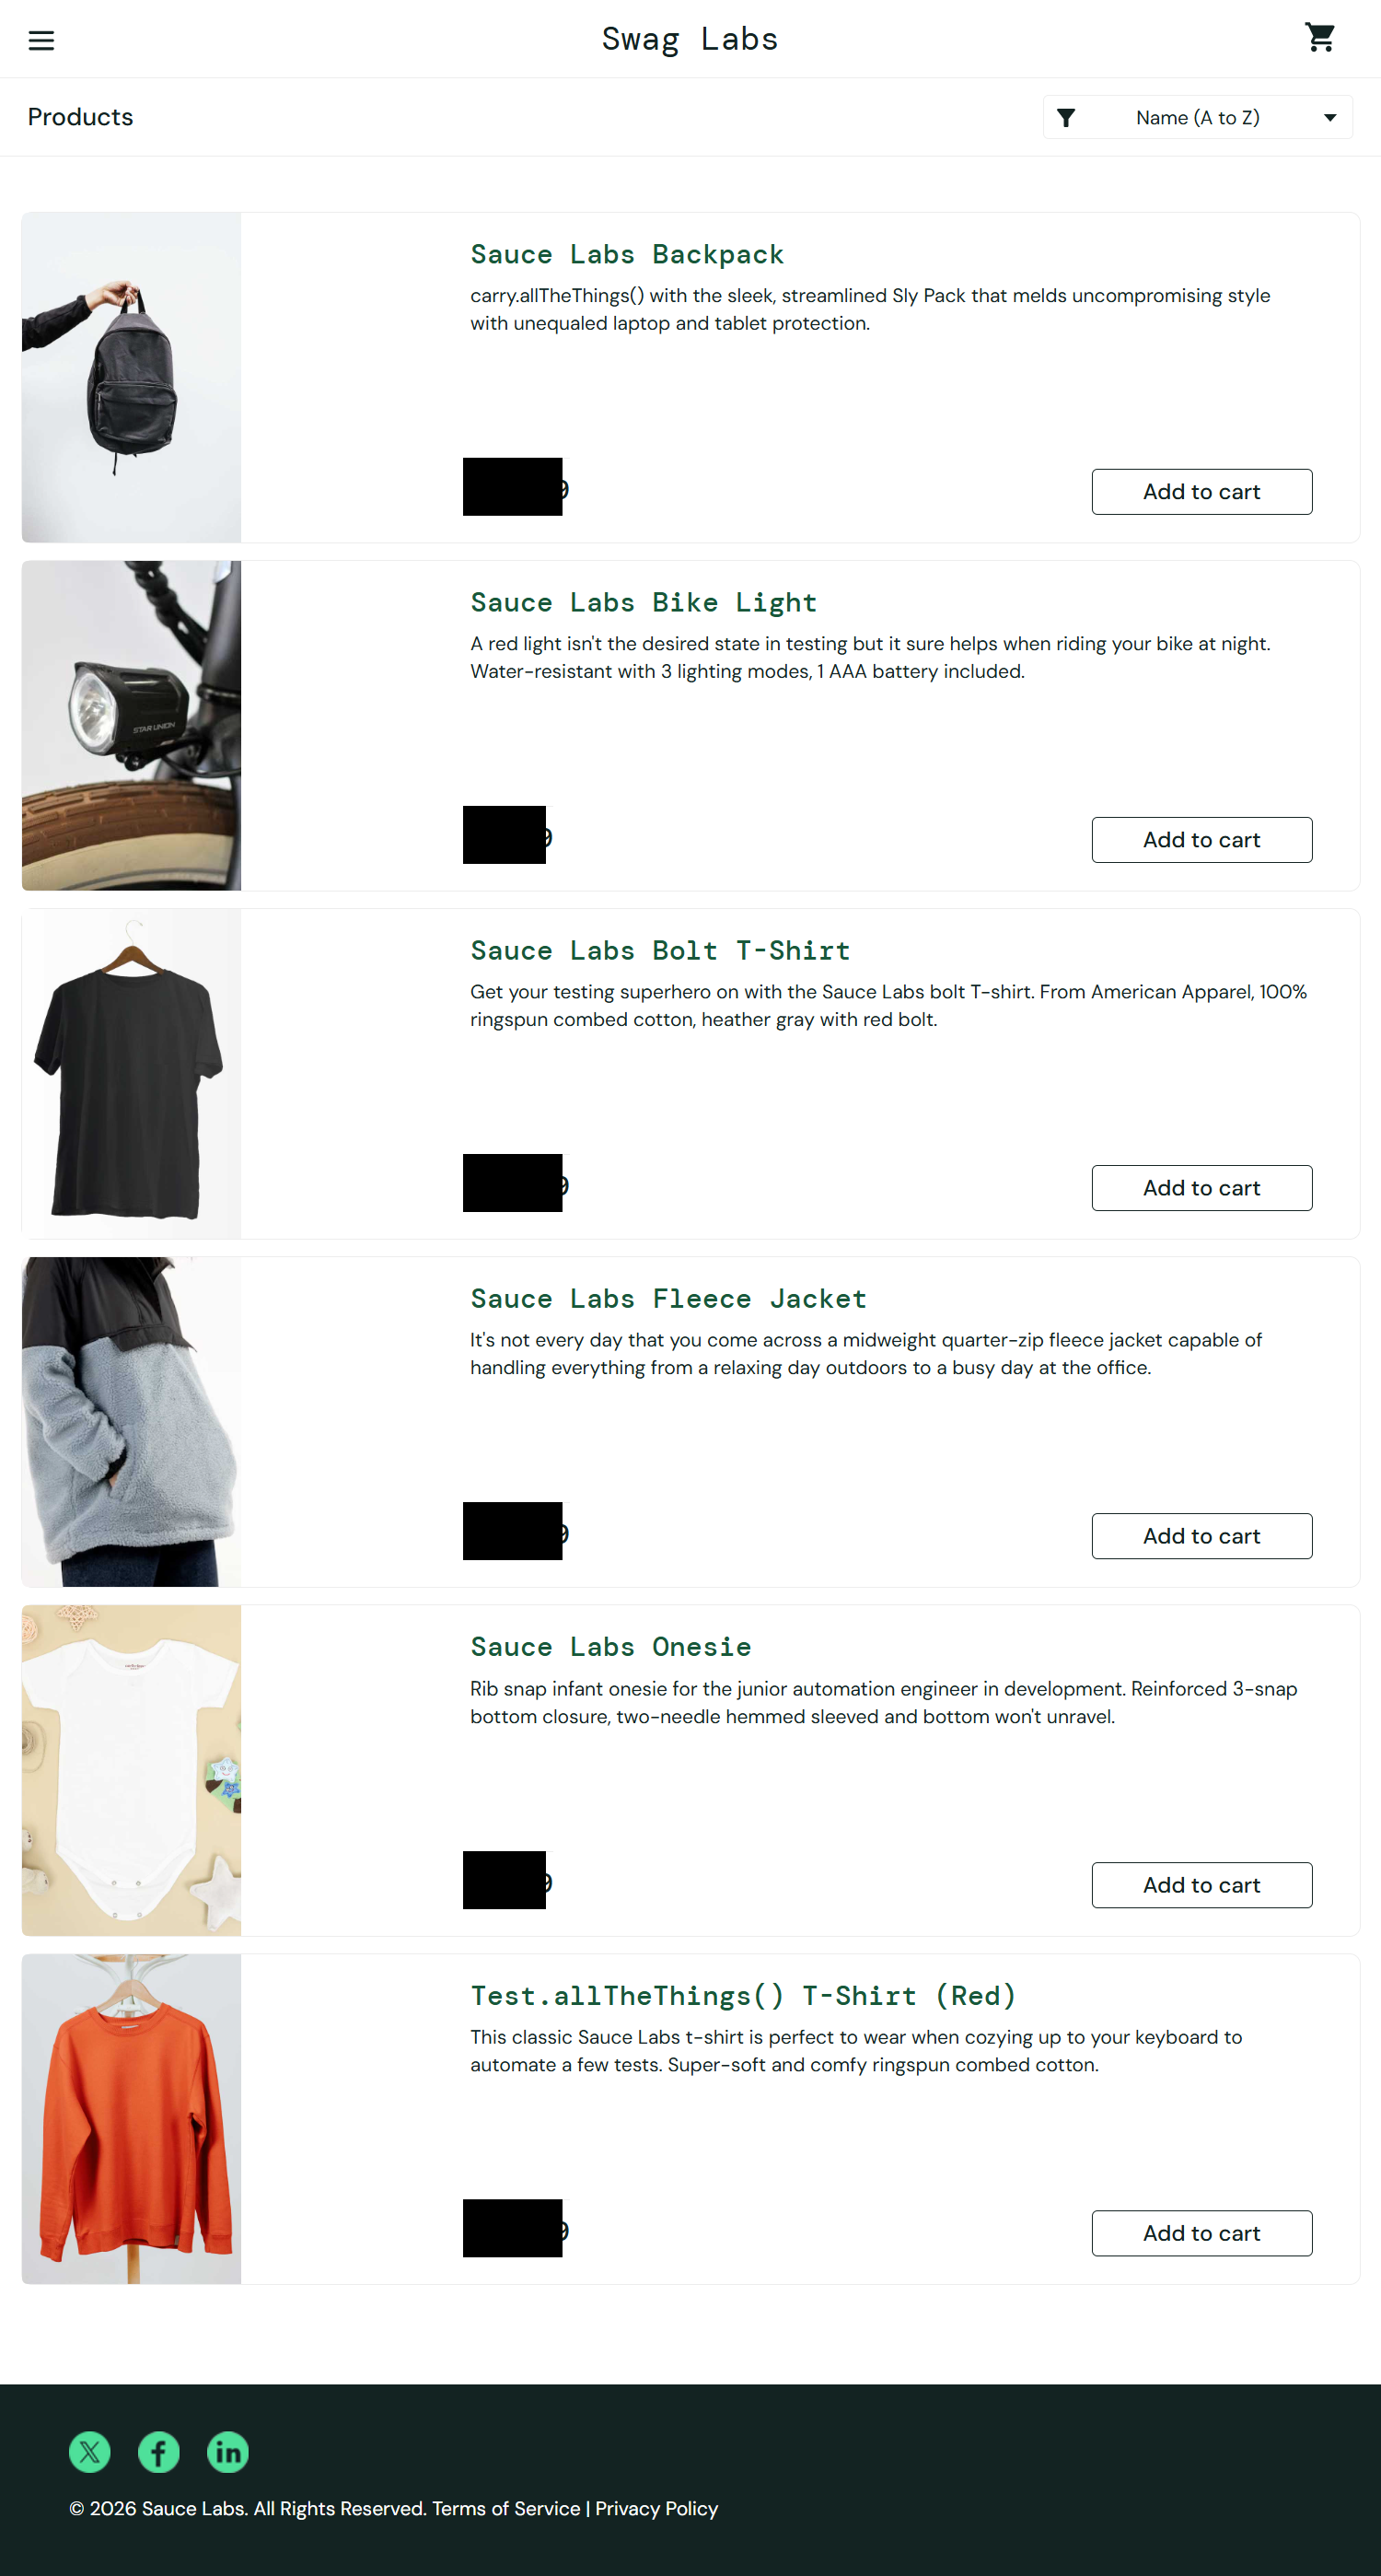 Swag Labs
Products
Name (A to Z)
Sauce Labs Backpack
carry.allTheThings() with the sleek, streamlined Sly Pack that melds uncompromising style
with unequaled laptop and tablet protection.
Add to cart
Sauce Labs Bike Light
A red light isn't the desired state in testing but it sure helps when riding your bike at night.
Water-resistant with 3 lighting modes, 1 AAA battery included.
STAR UNION
Add to cart
Sauce Labs Bolt T-Shirt
Get your testing superhero on with the Sauce Labs bolt T-shirt. From American Apparel, 100%
ringspun combed cotton, heather gray with red bolt.
Add to cart
Sauce Labs Fleece Jacket
It's not every day that you come across a midweight quarter-zip fleece jacket capable of
handling everything from a relaxing day outdoors to a busy day at the office.
Add to cart
Sauce Labs Onesie
Rib snap infant onesie for the junior automation engineer in development. Reinforced 3-snap
bottom closure, two-needle hemmed sleeved and bottom won't unravel.
Add to cart
Test.allTheThings() T-Shirt (Red)
This classic Sauce Labs t-shirt is perfect to wear when cozying up to your keyboard to
automate a few tests. Super-soft and comfy ringspun combed cotton.
Add to cart
© 2026 Sauce Labs. All Rights Reserved. Terms of Service | Privacy Policy